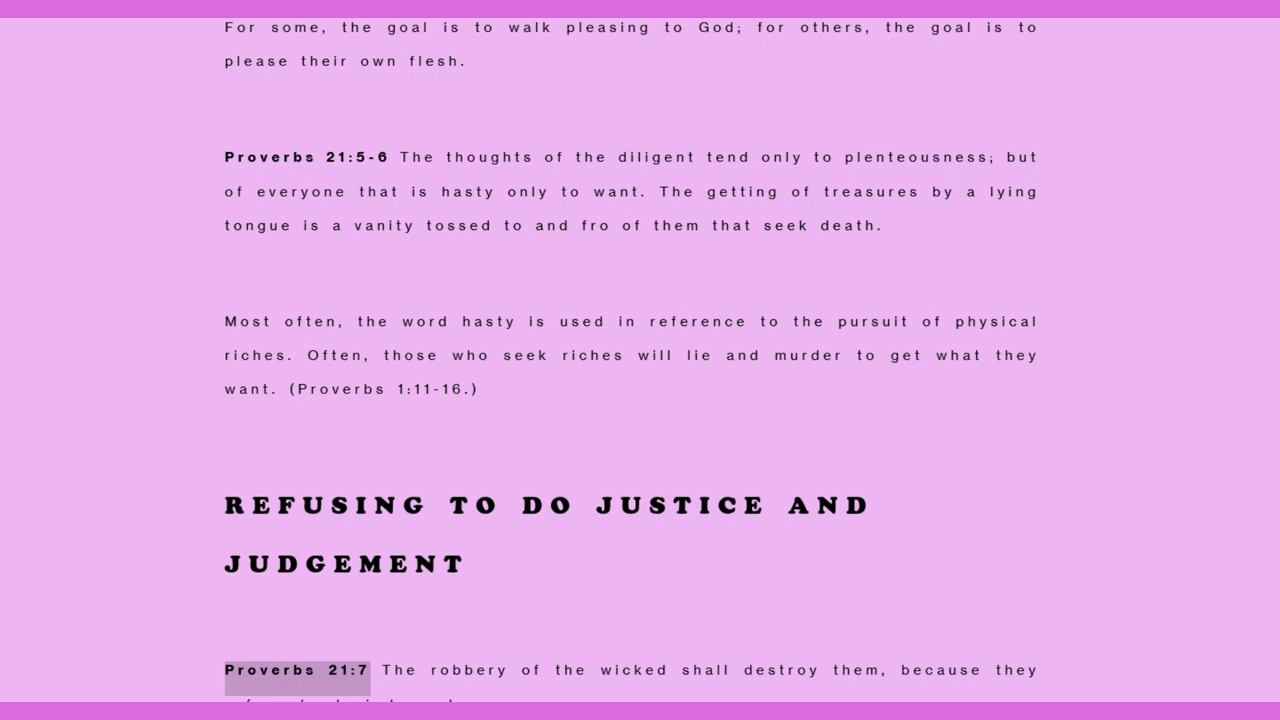 For some, the goal is to walk pleasing to God; for others, the goal is to
please their own flesh.
Proverbs 21:5-6 The thoughts of the diligent tend only to plenteousness; but
of everyone that is hasty only to want. The getting of treasures by a lying
tongue is a vanity tossed to and fro of them that seek death.
Most often, the word hasty is used in reference to the pursuit of physical
riches. Often, those who seek riches will lie and murder to get what they
want. (Proverbs 1:11-16.)
REFUSING TO DO JUSTICE AND
JUDGEMENT
Proverbs 21:7 The robbery of the wicked shall destroy them, because they